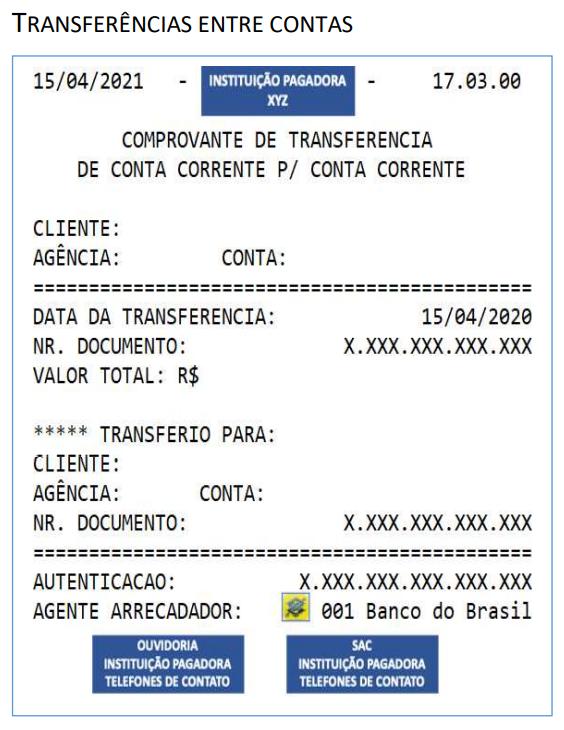 TRANSFERÊNCIAS ENTRE CONTAS
15/04/2021 - INSTITUIÇÃO PAGADORA XYZ - 17.03.00
COMPROVANTE DE TRANSFERENCIA
DE CONTA CORRENTE P/ CONTA CORRENTE
CLIENTE:
AGÊNCIA: CONTA:
=============================================
DATA DA TRANSFERENCIA: 15/04/2020
NR. DOCUMENTO: X.XXX.XXX.XXX.XXX
VALOR TOTAL: R$
***** TRANSFERIO PARA:
CLIENTE:
AGÊNCIA: CONTA:
NR. DOCUMENTO: X.XXX.XXX.XXX.XXX
=============================================
AUTENTICACAO: X.XXX.XXX.XXX.XXX.XXX
AGENTE ARRECADADOR: 001 Banco do Brasil
OUVIDORIA
INSTITUIÇÃO PAGADORA
TELEFONES DE CONTATO
SAC
INSTITUIÇÃO PAGADORA
TELEFONES DE CONTATO